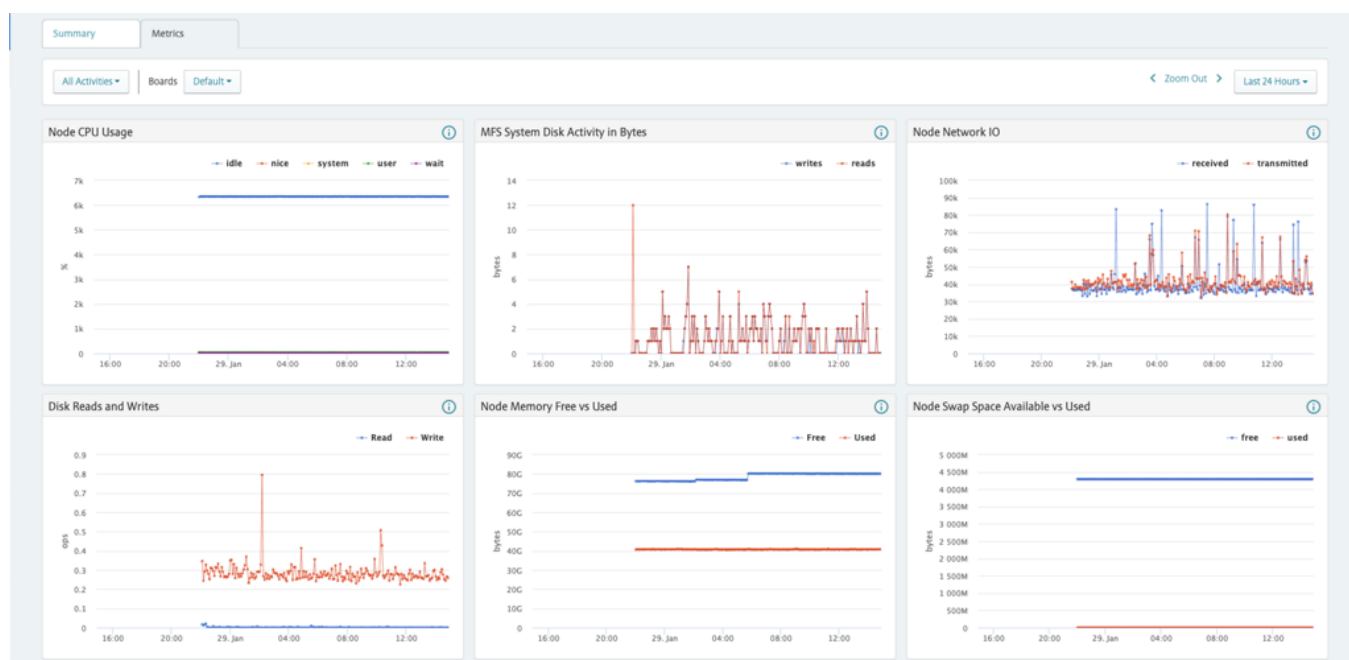 Summary Metrics
All Activities Boards Default Zoom Out Last 24 Hours
Node CPU Usage
idle nice system user wait
7k
6k
5k
4k
3k
2k
1k
0
%
16:00 20:00 29. Jan 04:00 08:00 12:00
MFS System Disk Activity in Bytes
writes reads
14
12
10
8
6
4
2
0
bytes
16:00 20:00 29. Jan 04:00 08:00 12:00
Node Network IO
received transmitted
100k
90k
80k
70k
60k
50k
40k
30k
20k
10k
0
bytes
16:00 20:00 29. Jan 04:00 08:00 12:00
Disk Reads and Writes
Read Write
0.9
0.8
0.7
0.6
0.5
0.4
0.3
0.2
0.1
0
ops
16:00 20:00 29. Jan 04:00 08:00 12:00
Node Memory Free vs Used
Free Used
90G
80G
70G
60G
50G
40G
30G
20G
10G
0
bytes
16:00 20:00 29. Jan 04:00 08:00 12:00
Node Swap Space Available vs Used
free used
5 000M
4 500M
4 000M
3 500M
3 000M
2 500M
2 000M
1 500M
1 000M
500M
0
bytes
16:00 20:00 29. Jan 04:00 08:00 12:00